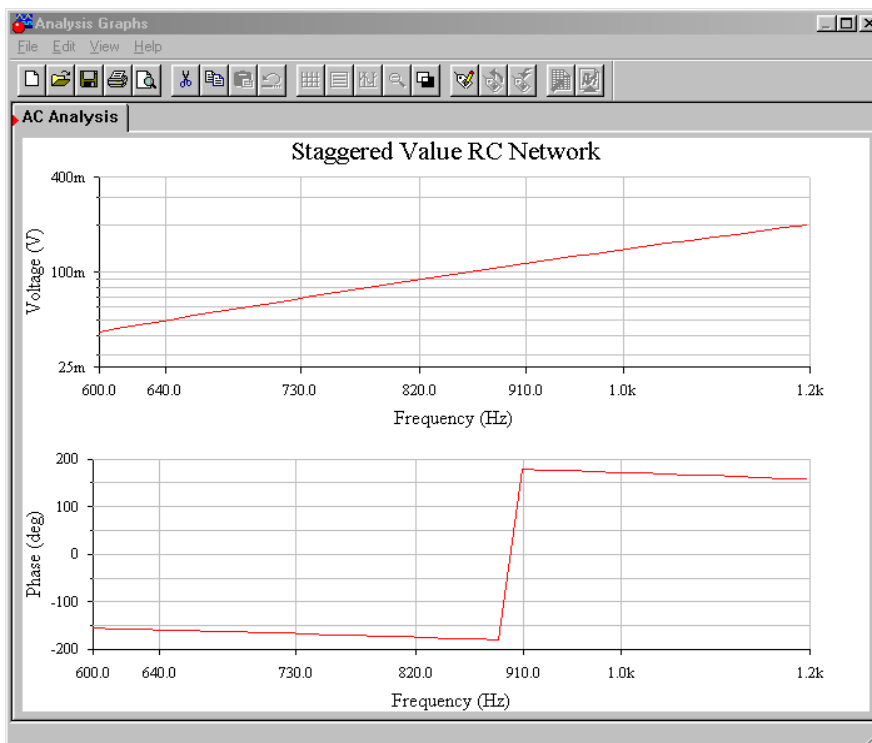 Analysis Graphs
File Edit View Help
AC Analysis
Staggered Value RC Network
400m
100m
25m
Voltage (V)
600.0 640.0 730.0 820.0 910.0 1.0k 1.2k
Frequency (Hz)
200
100
0
-100
-200
Phase (deg)
600.0 640.0 730.0 820.0 910.0 1.0k 1.2k
Frequency (Hz)